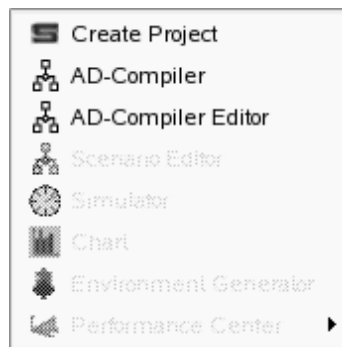 Create Project
AD-Compiler
AD-Compiler Editor
Scenario Editor
Simulator
Chart
Environment Generator
Performance Center